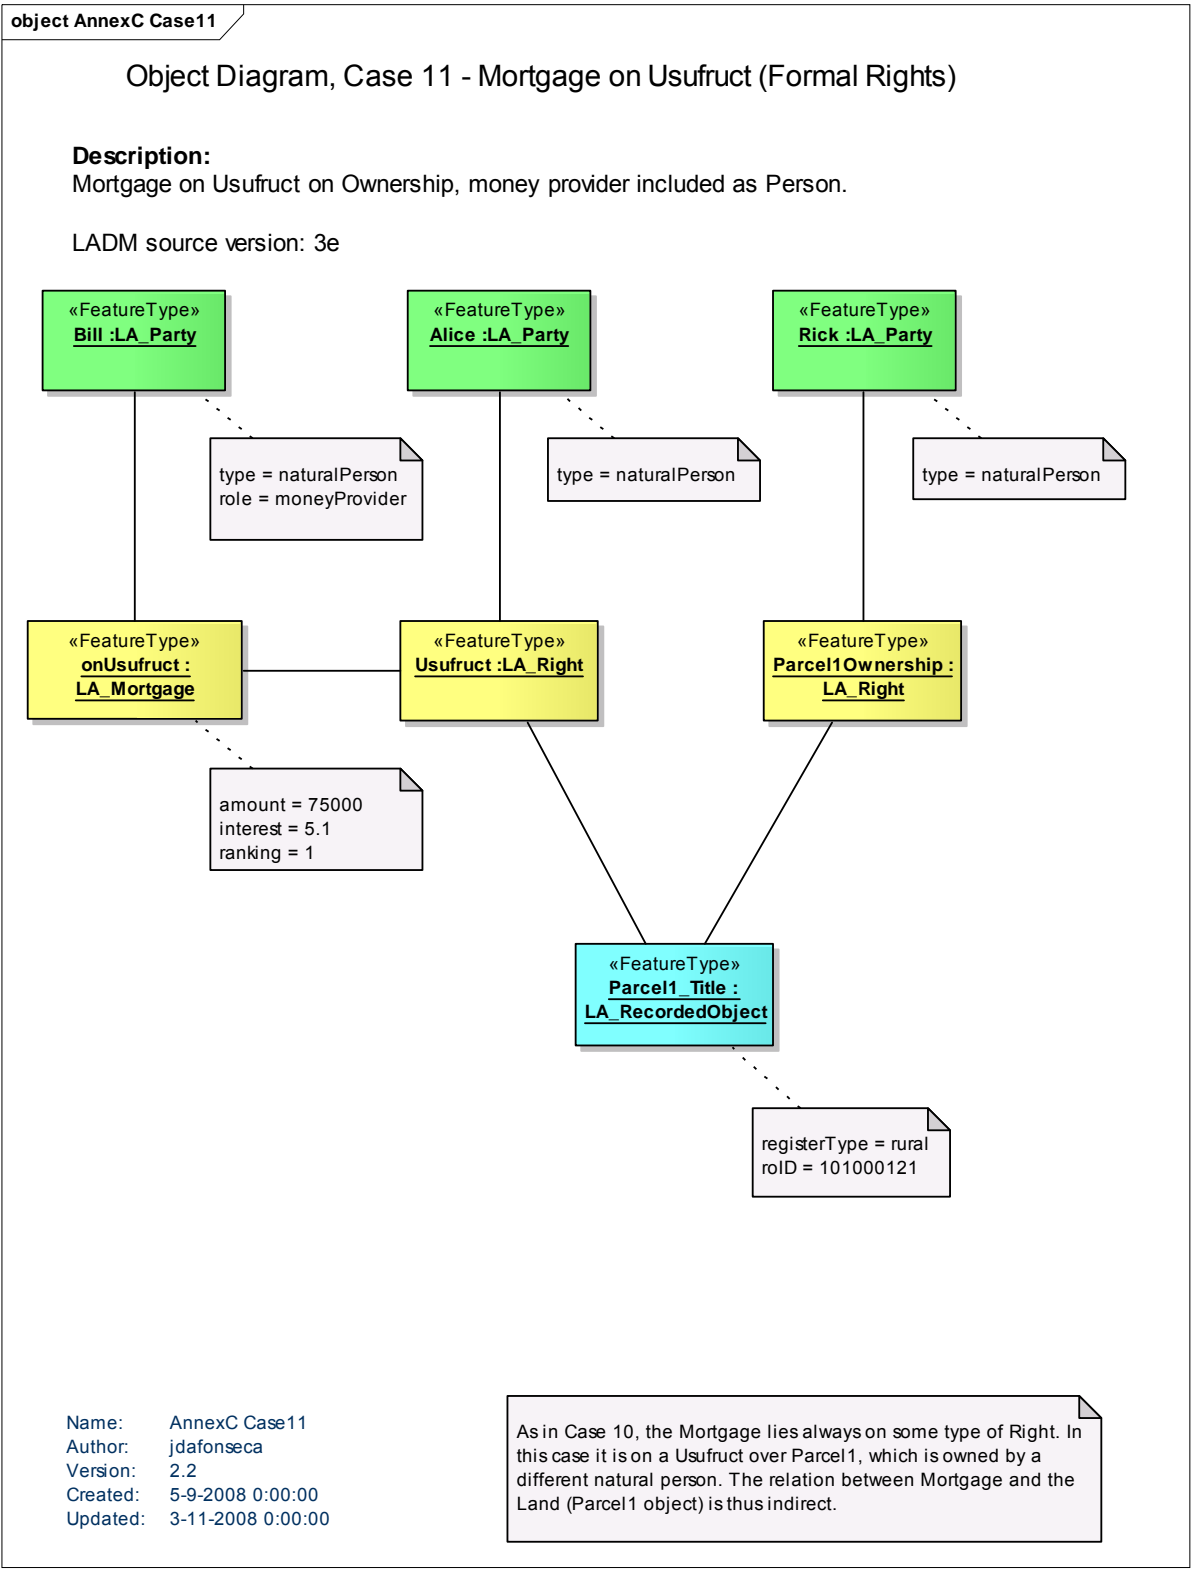 object AnnexC Case11
Object Diagram, Case 11 - Mortgage on Usufruct (Formal Rights)
Description:
Mortgage on Usufruct on Ownership, money provider included as Person.
LADM source version: 3e
«FeatureType»
Bill :LA_Party
«FeatureType»
Alice :LA_Party
«FeatureType»
Rick :LA_Party
type = naturalPerson
role = moneyProvider
type = naturalPerson
type = naturalPerson
«FeatureType»
onUsufruct :
LA_Mortgage
«FeatureType»
Usufruct :LA_Right
«FeatureType»
Parcel1Ownership :
LA_Right
amount = 75000
interest = 5.1
ranking = 1
«FeatureType»
Parcel1_Title :
LA_RecordedObject
registerType = rural
roID = 101000121
Name: AnnexC Case11
Author: jdafonseca
Version: 2.2
Created: 5-9-2008 0:00:00
Updated: 3-11-2008 0:00:00
As in Case 10, the Mortgage lies always on some type of Right. In
this case it is on a Usufruct over Parcel1, which is owned by a
different natural person. The relation between Mortgage and the
Land (Parcel1 object) is thus indirect.